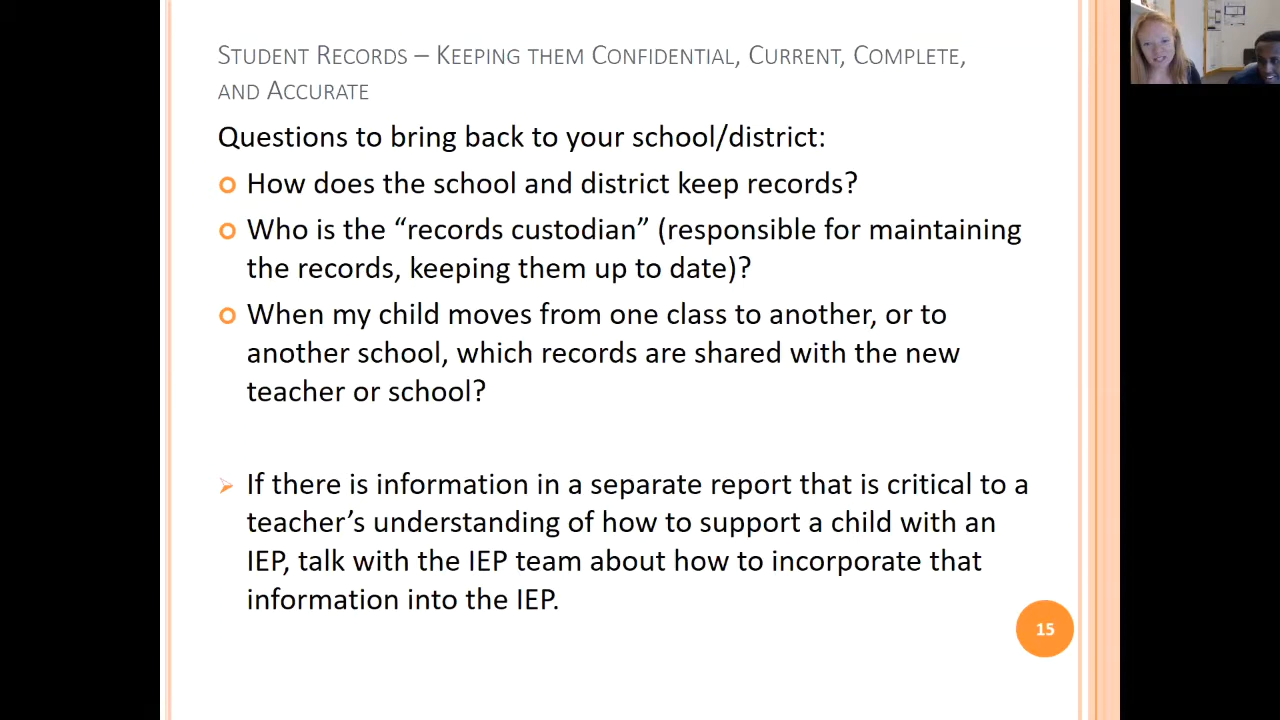 STUDENT RECORDS – KEEPING THEM CONFIDENTIAL, CURRENT, COMPLETE,
AND ACCURATE
Questions to bring back to your school/district:
How does the school and district keep records?
Who is the “records custodian” (responsible for maintaining
the records, keeping them up to date)?
When my child moves from one class to another, or to
another school, which records are shared with the new
teacher or school?
If there is information in a separate report that is critical to a
teacher’s understanding of how to support a child with an
IEP, talk with the IEP team about how to incorporate that
information into the IEP.
15